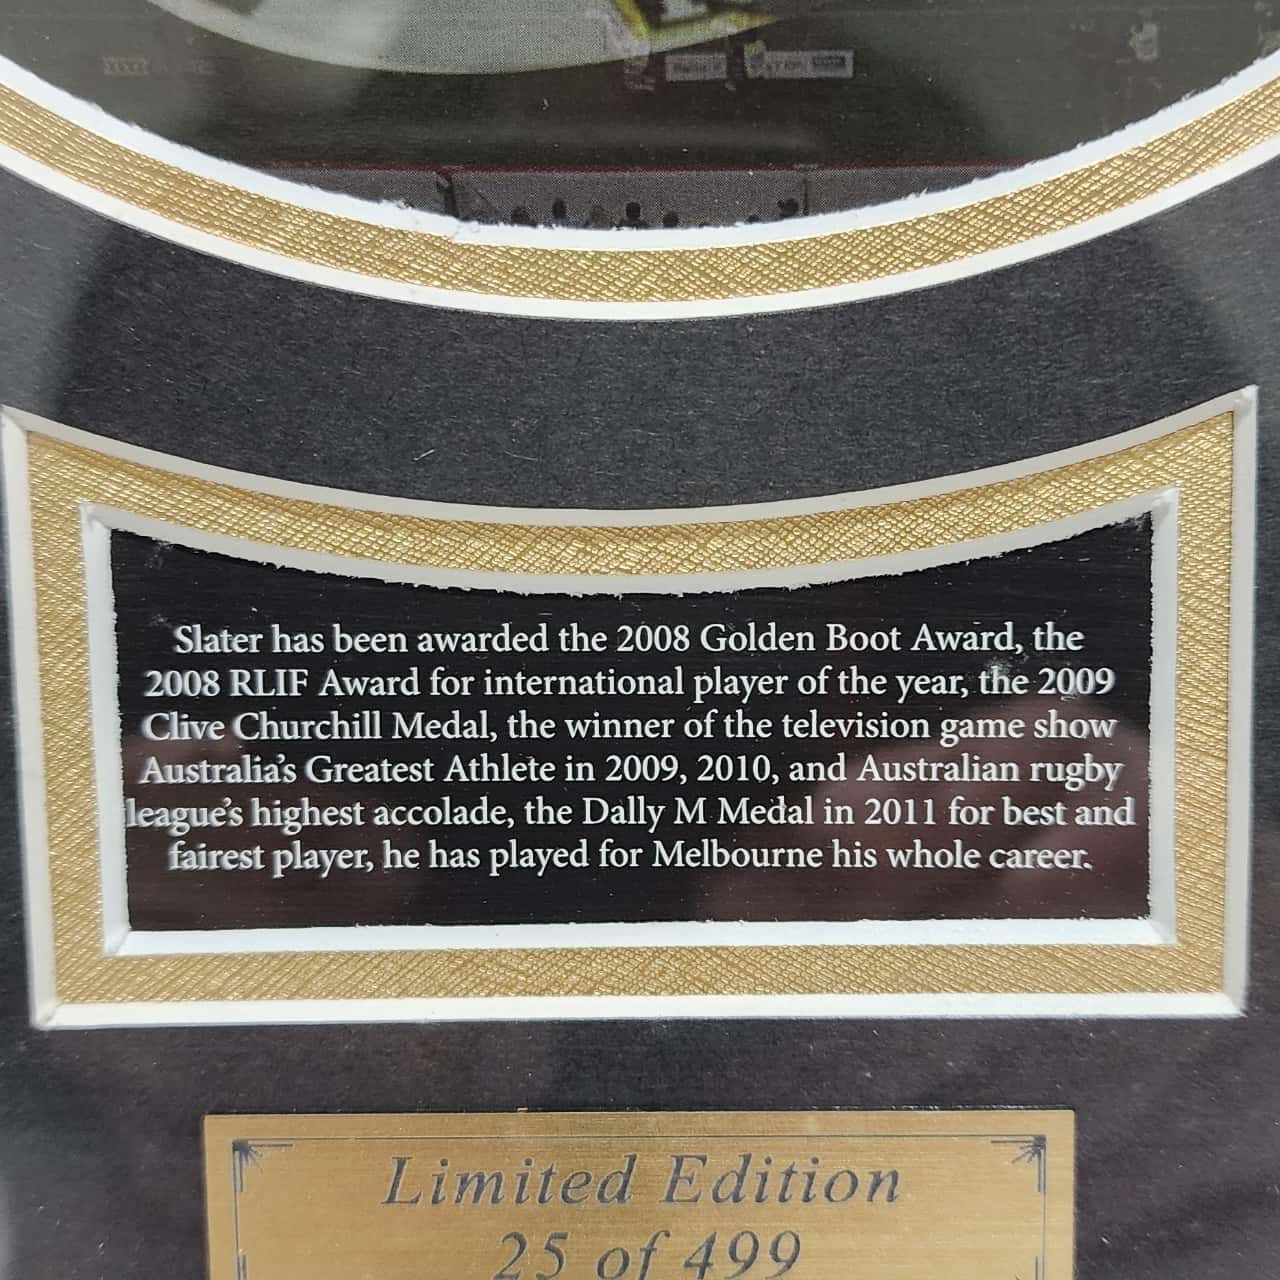 Slater has been awarded the 2008 Golden Boot Award, the
2008 RLIF Award for international player of the year, the 2009
Clive Churchill Medal, the winner of the television game show
Australia's Greatest Athlete in 2009, 2010, and Australian rugby
league's highest accolade, the Dally M Medal in 2011 for best and
fairest player, he has played for Melbourne his whole career.
Limited Edition
25 of 499